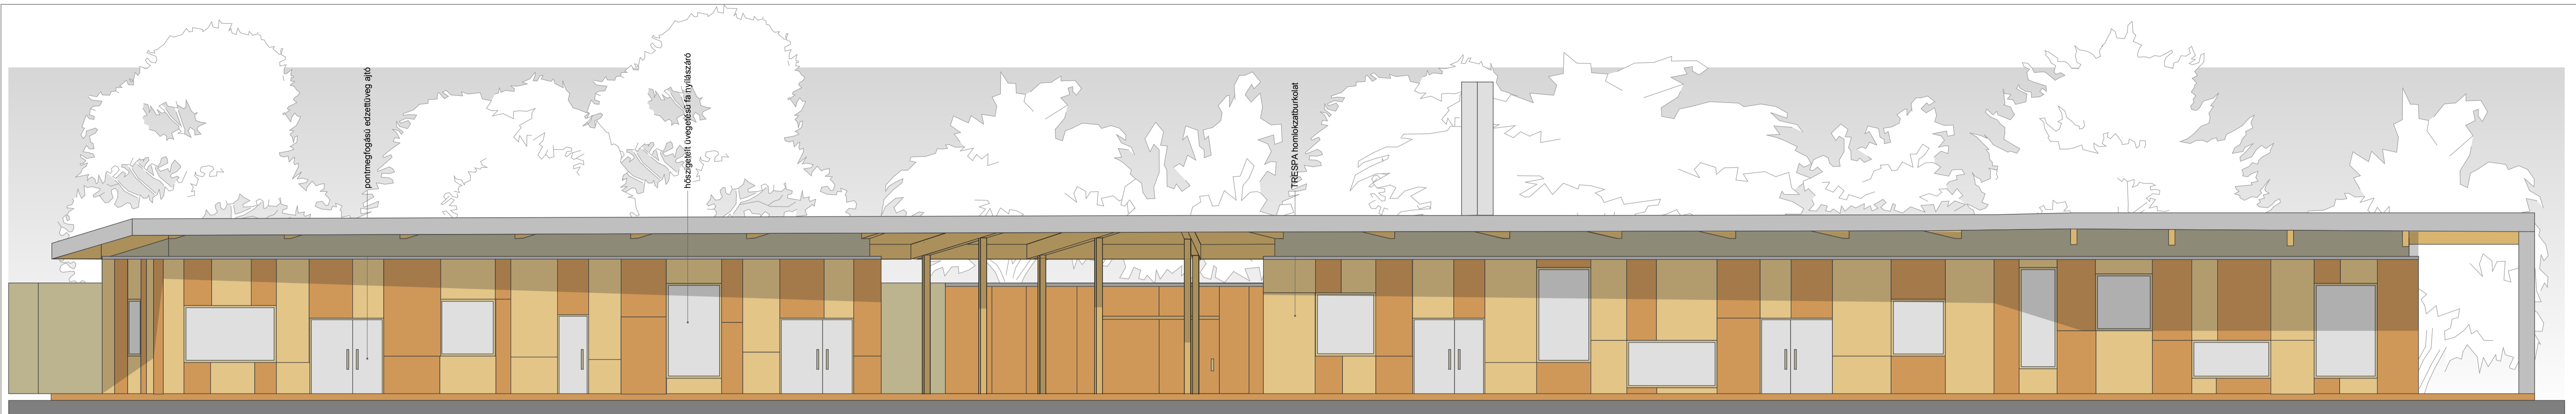 pontmegfogású edzettüveg ajtó
hőszigetelt üvegezésű fa nyílászáró
TRESPA homlokzatburkolat